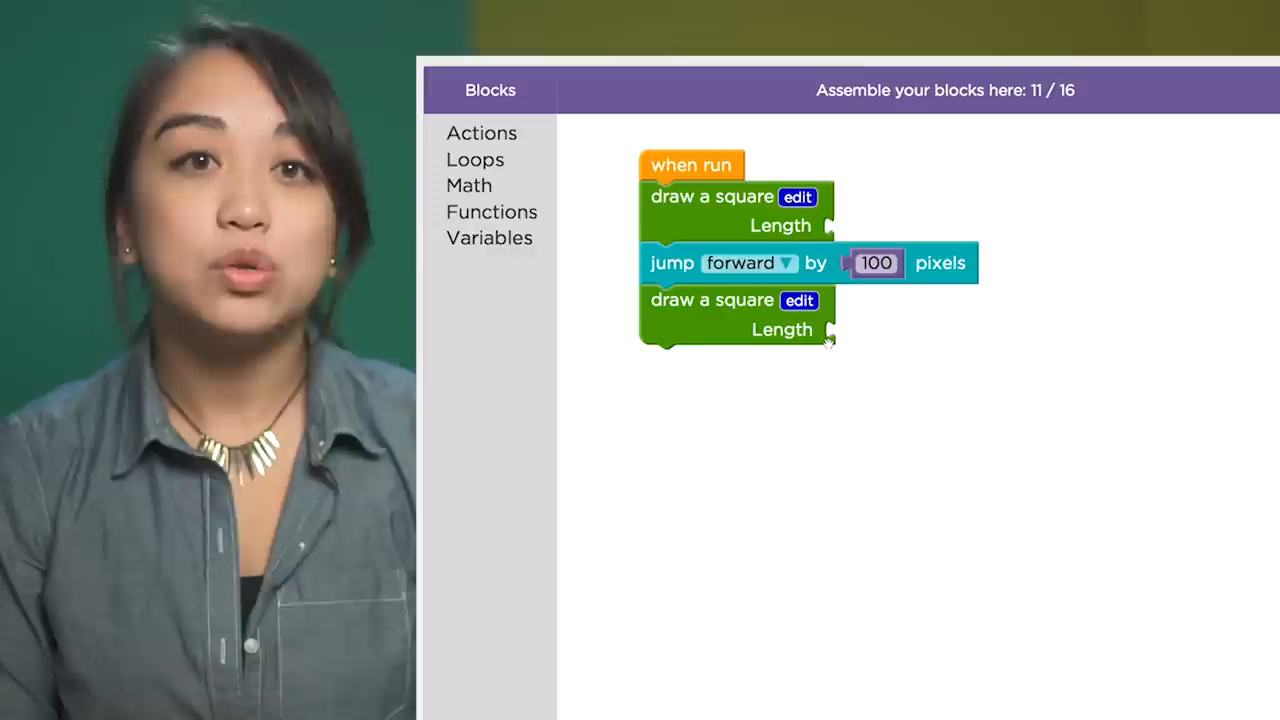 Blocks
Assemble your blocks here: 11 / 16
Actions
Loops
Math
Functions
Variables
when run
draw a square edit
Length
jump forward ▼ by 100 pixels
draw a square edit
Length